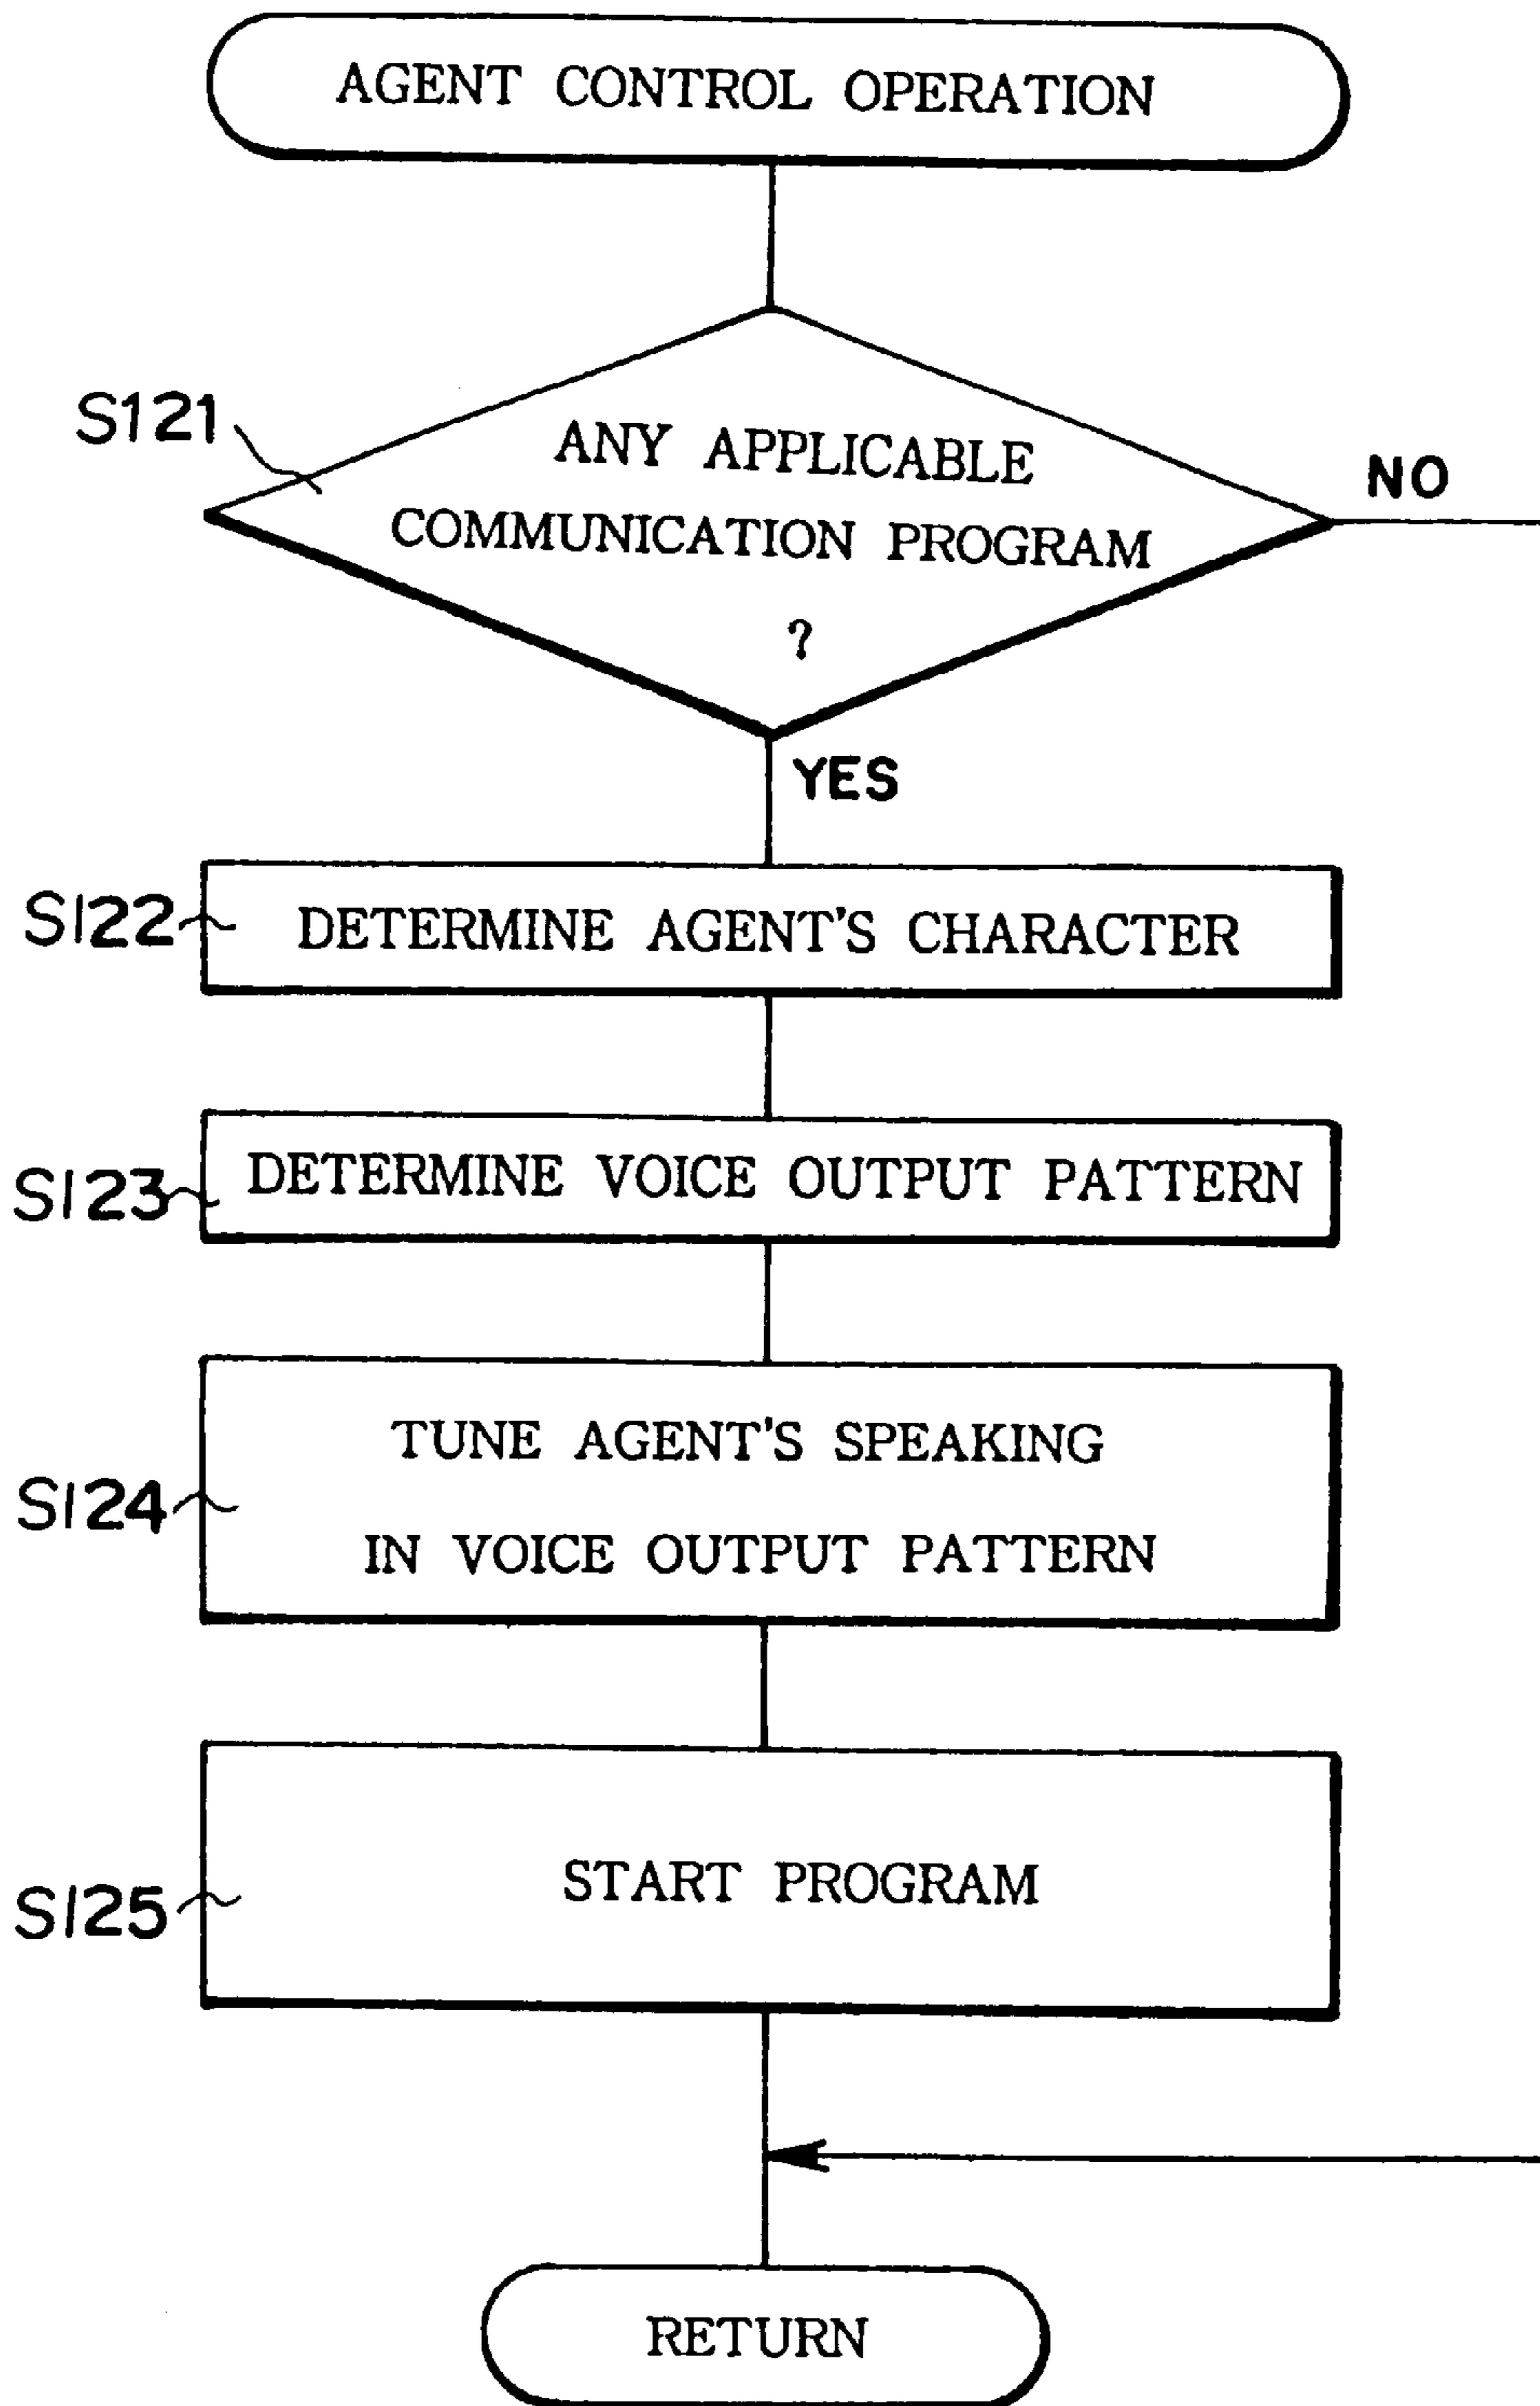 AGENT CONTROL OPERATION
S121
ANY APPLICABLE
COMMUNICATION PROGRAM
?
NO
YES
S122
DETERMINE AGENT'S CHARACTER
S123
DETERMINE VOICE OUTPUT PATTERN
S124
TUNE AGENT'S SPEAKING
IN VOICE OUTPUT PATTERN
S125
START PROGRAM
RETURN